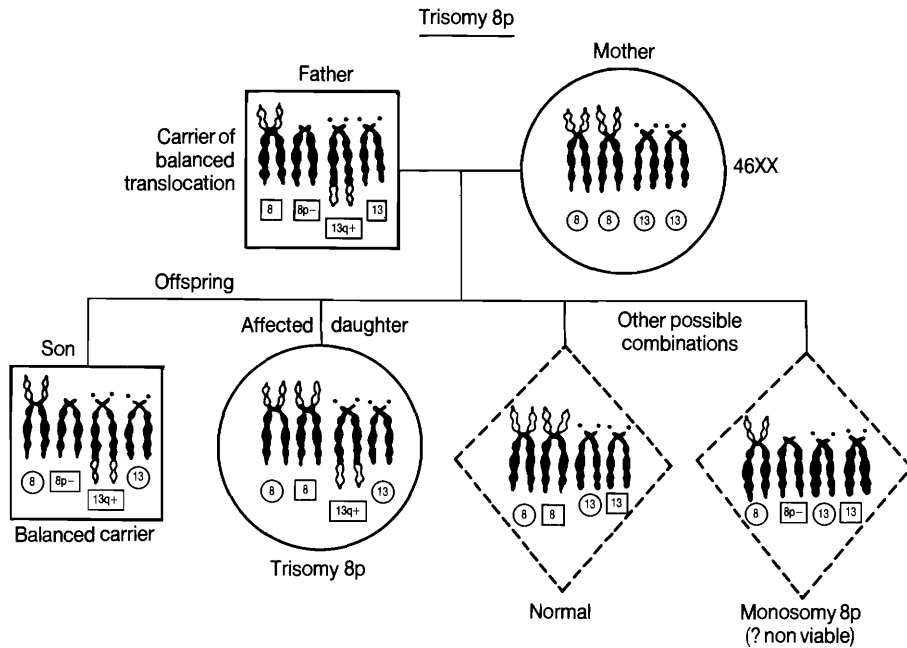 Trisomy 8p
Father
Mother
Carrier of
balanced
translocation
8 8p- 13q+ 13
8 8 13 13
46XX
Offspring
Son
Affected daughter
Other possible
combinations
8 8p- 13q+ 13
8 8 13q+ 13
8 8 13 13
8 8p- 13 13
Balanced carrier
Trisomy 8p
Normal
Monosomy 8p
(? non viable)